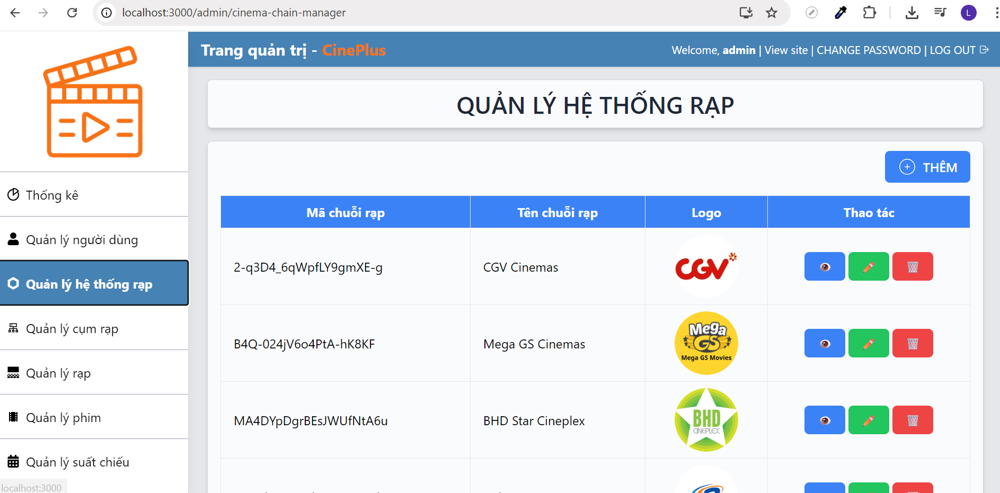 localhost:3000/admin/cinema-chain-manager
L
Trang quản trị - CinePlus
Welcome, admin | View site | CHANGE PASSWORD | LOG OUT
QUẢN LÝ HỆ THỐNG RẠP
THÊM
Thống kê
Quản lý người dùng
Quản lý hệ thống rạp
Quản lý cụm rạp
Quản lý rạp
Quản lý phim
Quản lý suất chiếu
Mã chuỗi rạp Tên chuỗi rạp Logo Thao tác
2-q3D4_6qWpfLY9gmXE-g CGV Cinemas CGV
B4Q-024jV6o4PtA-hK8KF Mega GS Cinemas Mega GS Mega GS Movies
MA4DYpDgrBEsJWUfNtA6u BHD Star Cineplex BHD CINEPLEX
localhost:3000